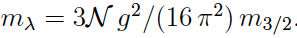 m_λ = 3𝒩 g²/(16 π²) m_{3/2}.